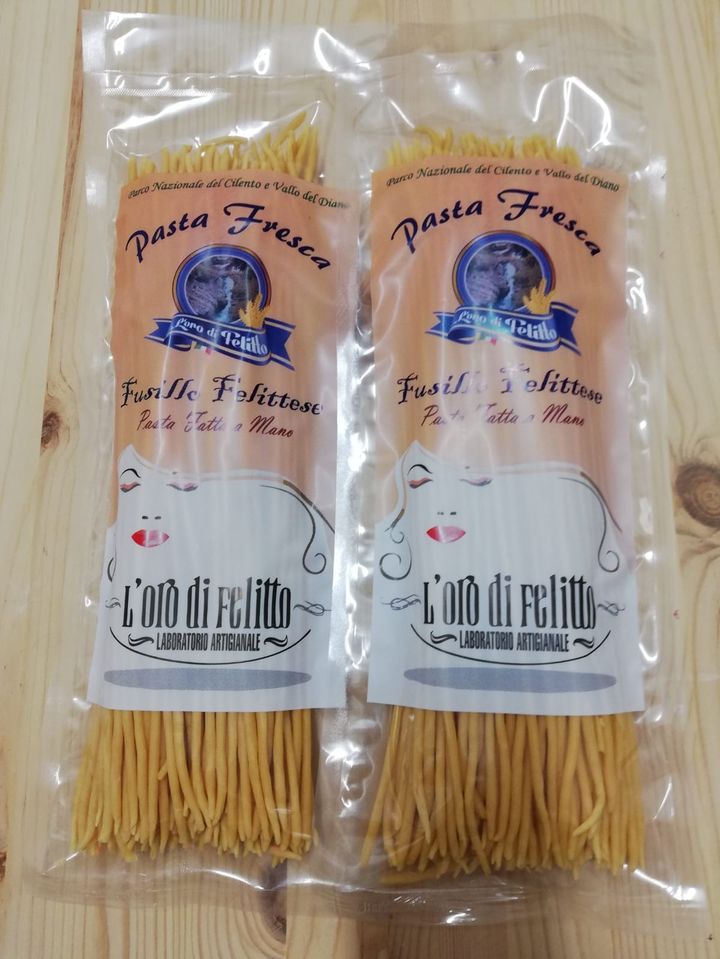 Parco Nazionale del Cilento e Vallo del Diano
Pasta Fresca
L'oro di Felitto
Fusillo Felittese
Pasta Fatta a Mano
L'oro di Felitto
LABORATORIO ARTIGIANALE
Parco Nazionale del Cilento e Vallo del Diano
Pasta Fresca
L'oro di Felitto
Fusillo Felittese
Pasta Fatta a Mano
L'oro di Felitto
LABORATORIO ARTIGIANALE